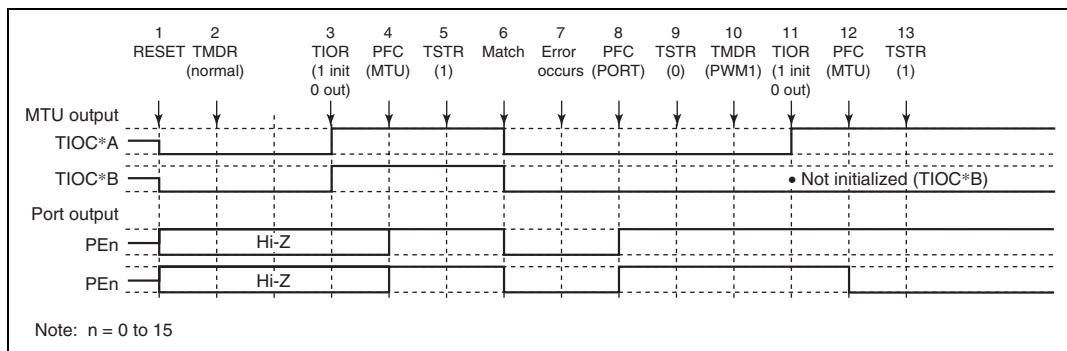 1 2 3 4 5 6 7 8 9 10 11 12 13
RESET TMDR TIOR PFC TSTR Match Error PFC TSTR TMDR TIOR PFC TSTR
(normal) (1 init (MTU) (1) occurs (PORT) (0) (PWM1) (1 init (MTU) (1)
0 out) 0 out)
MTU output
TIOC*A
TIOC*B • Not initialized (TIOC*B)
Port output
PEn Hi-Z
PEn Hi-Z
Note: n = 0 to 15